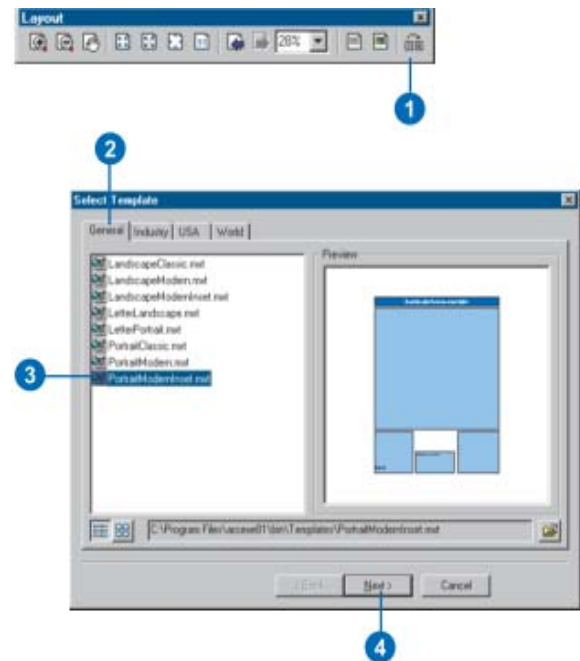 Layout
28%
1
2
Select Template
General Industry USA World
Preview
LandscapeClassic.mxt
LandscapeModern.mxt
LandscapeModernInset.mxt
LetterLandscape.mxt
LetterPortrait.mxt
PortraitClassic.mxt
PortraitModern.mxt
3
PortraitModernInset.mxt
Next >
Cancel
4